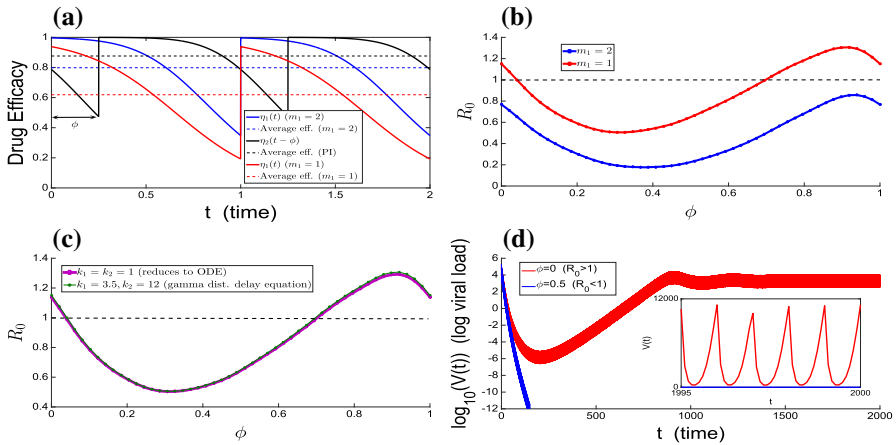 (a)
Drug Efficacy
1
0.8
0.6
0.4
0.2
0
0
0.5
1
1.5
2
t (time)
ϕ
η₁(t) (m₁ = 2)
Average eff. (m₁ = 2)
η₂(t − ϕ)
Average eff. (PI)
η₁(t) (m₁ = 1)
Average eff. (m₁ = 1)
(b)
R₀
1.4
1.2
1
0.8
0.6
0.4
0.2
0
0
0.2
0.4
0.6
0.8
1
ϕ
m₁ = 2
m₁ = 1
(c)
R₀
1.4
1.2
1
0.8
0.6
0.4
0
0.2
0.4
0.6
0.8
1
ϕ
k₁ = k₂ = 1 (reduces to ODE)
k₁ = 3.5, k₂ = 12 (gamma dist. delay equation)
(d)
log₁₀(V(t)) (log viral load)
8
6
4
2
0
-2
-4
-6
-8
-10
-12
0
500
1000
1500
2000
t (time)
ϕ=0 (R₀>1)
ϕ=0.5 (R₀<1)
12000
V(t)
0
1995
t
2000